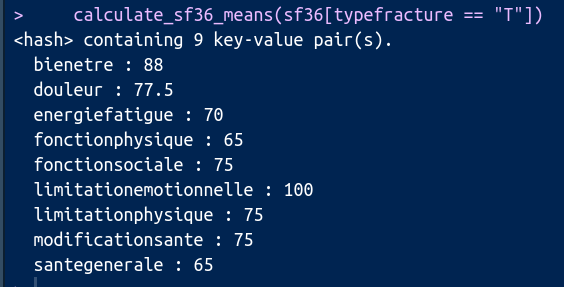 >     calculate_sf36_means(sf36[typefracture == "T"])
<hash> containing 9 key-value pair(s).
  bienetre : 88
  douleur : 77.5
  energiefatigue : 70
  fonctionphysique : 65
  fonctionsociale : 75
  limitationemotionnelle : 100
  limitationphysique : 75
  modificationsante : 75
  santegenerale : 65